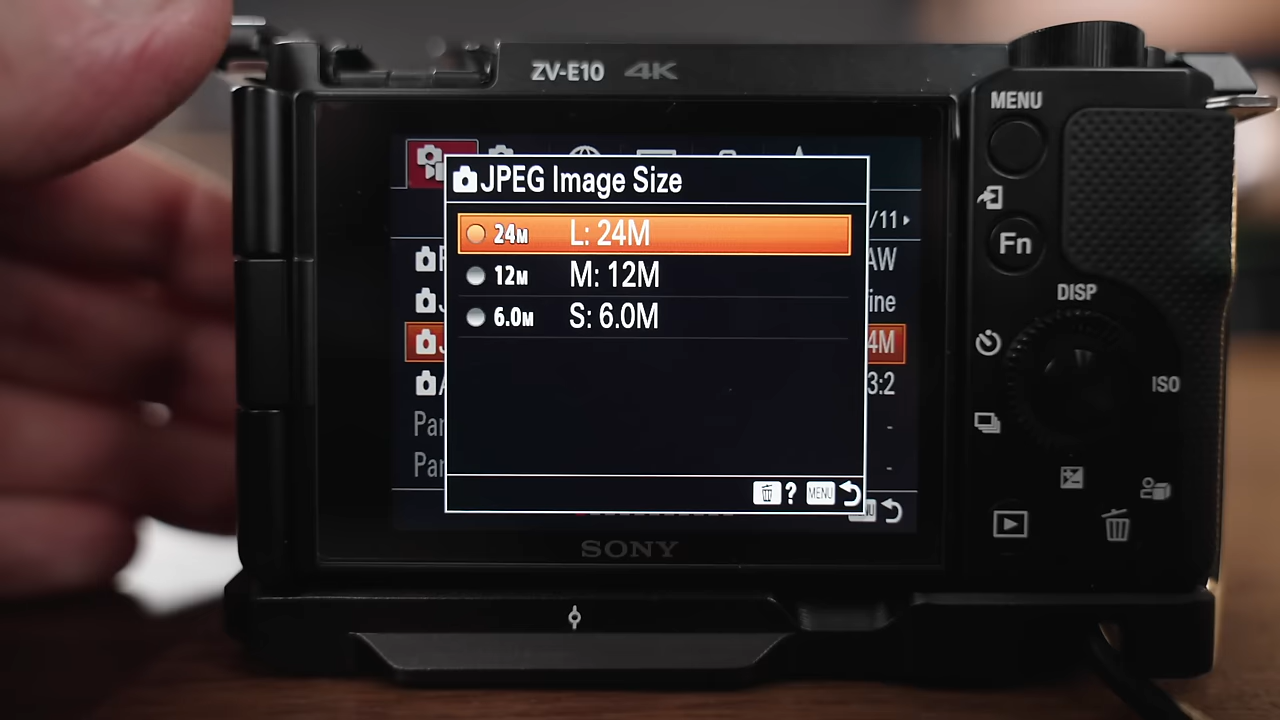 ZV-E10 4K
MENU
JPEG Image Size
24M L: 24M
/11
Fn
12M M: 12M
AW
6.0M S: 6.0M
ine
DISP
4M
3:2
ISO
Par
-
Par
-
? MENU
SONY